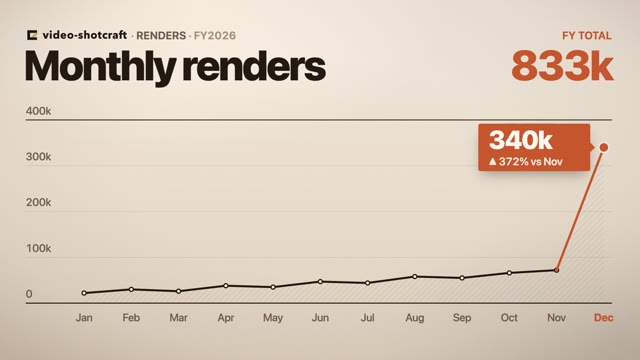 video-shotcraft · RENDERS · FY2026
FY TOTAL
Monthly renders
833k
400k
340k
▲ 372% vs Nov
300k
200k
100k
0
Jan Feb Mar Apr May Jun Jul Aug Sep Oct Nov Dec